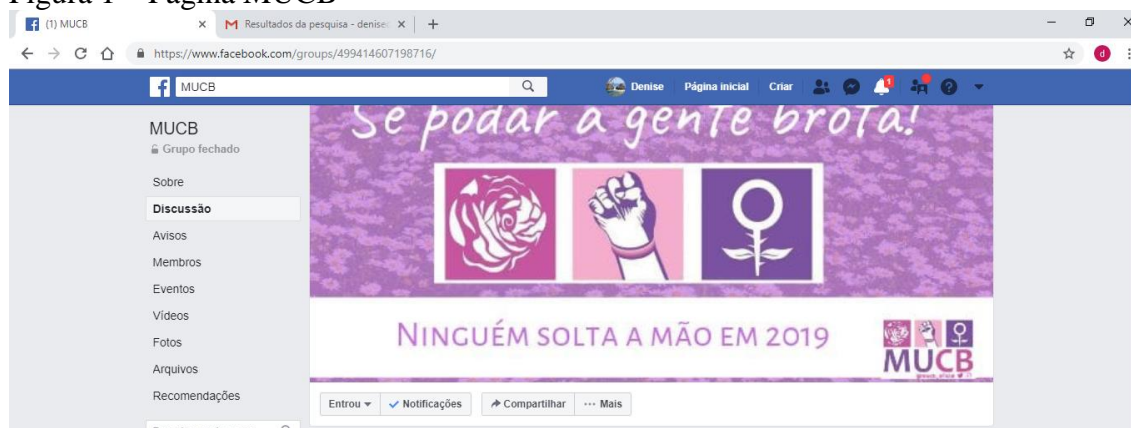 Figura 1 – Página MUCB
(1) MUCB
Resultados da pesquisa - denise
https://www.facebook.com/groups/499414607198716/
d
MUCB
Denise Página inicial Criar
1
MUCB
Grupo fechado
Sobre
Discussão
Avisos
Membros
Eventos
Vídeos
Fotos
Arquivos
Recomendações
Se podar a gente brota!
NINGUÉM SOLTA A MÃO EM 2019
MUCB
Entrou Notificações Compartilhar ··· Mais